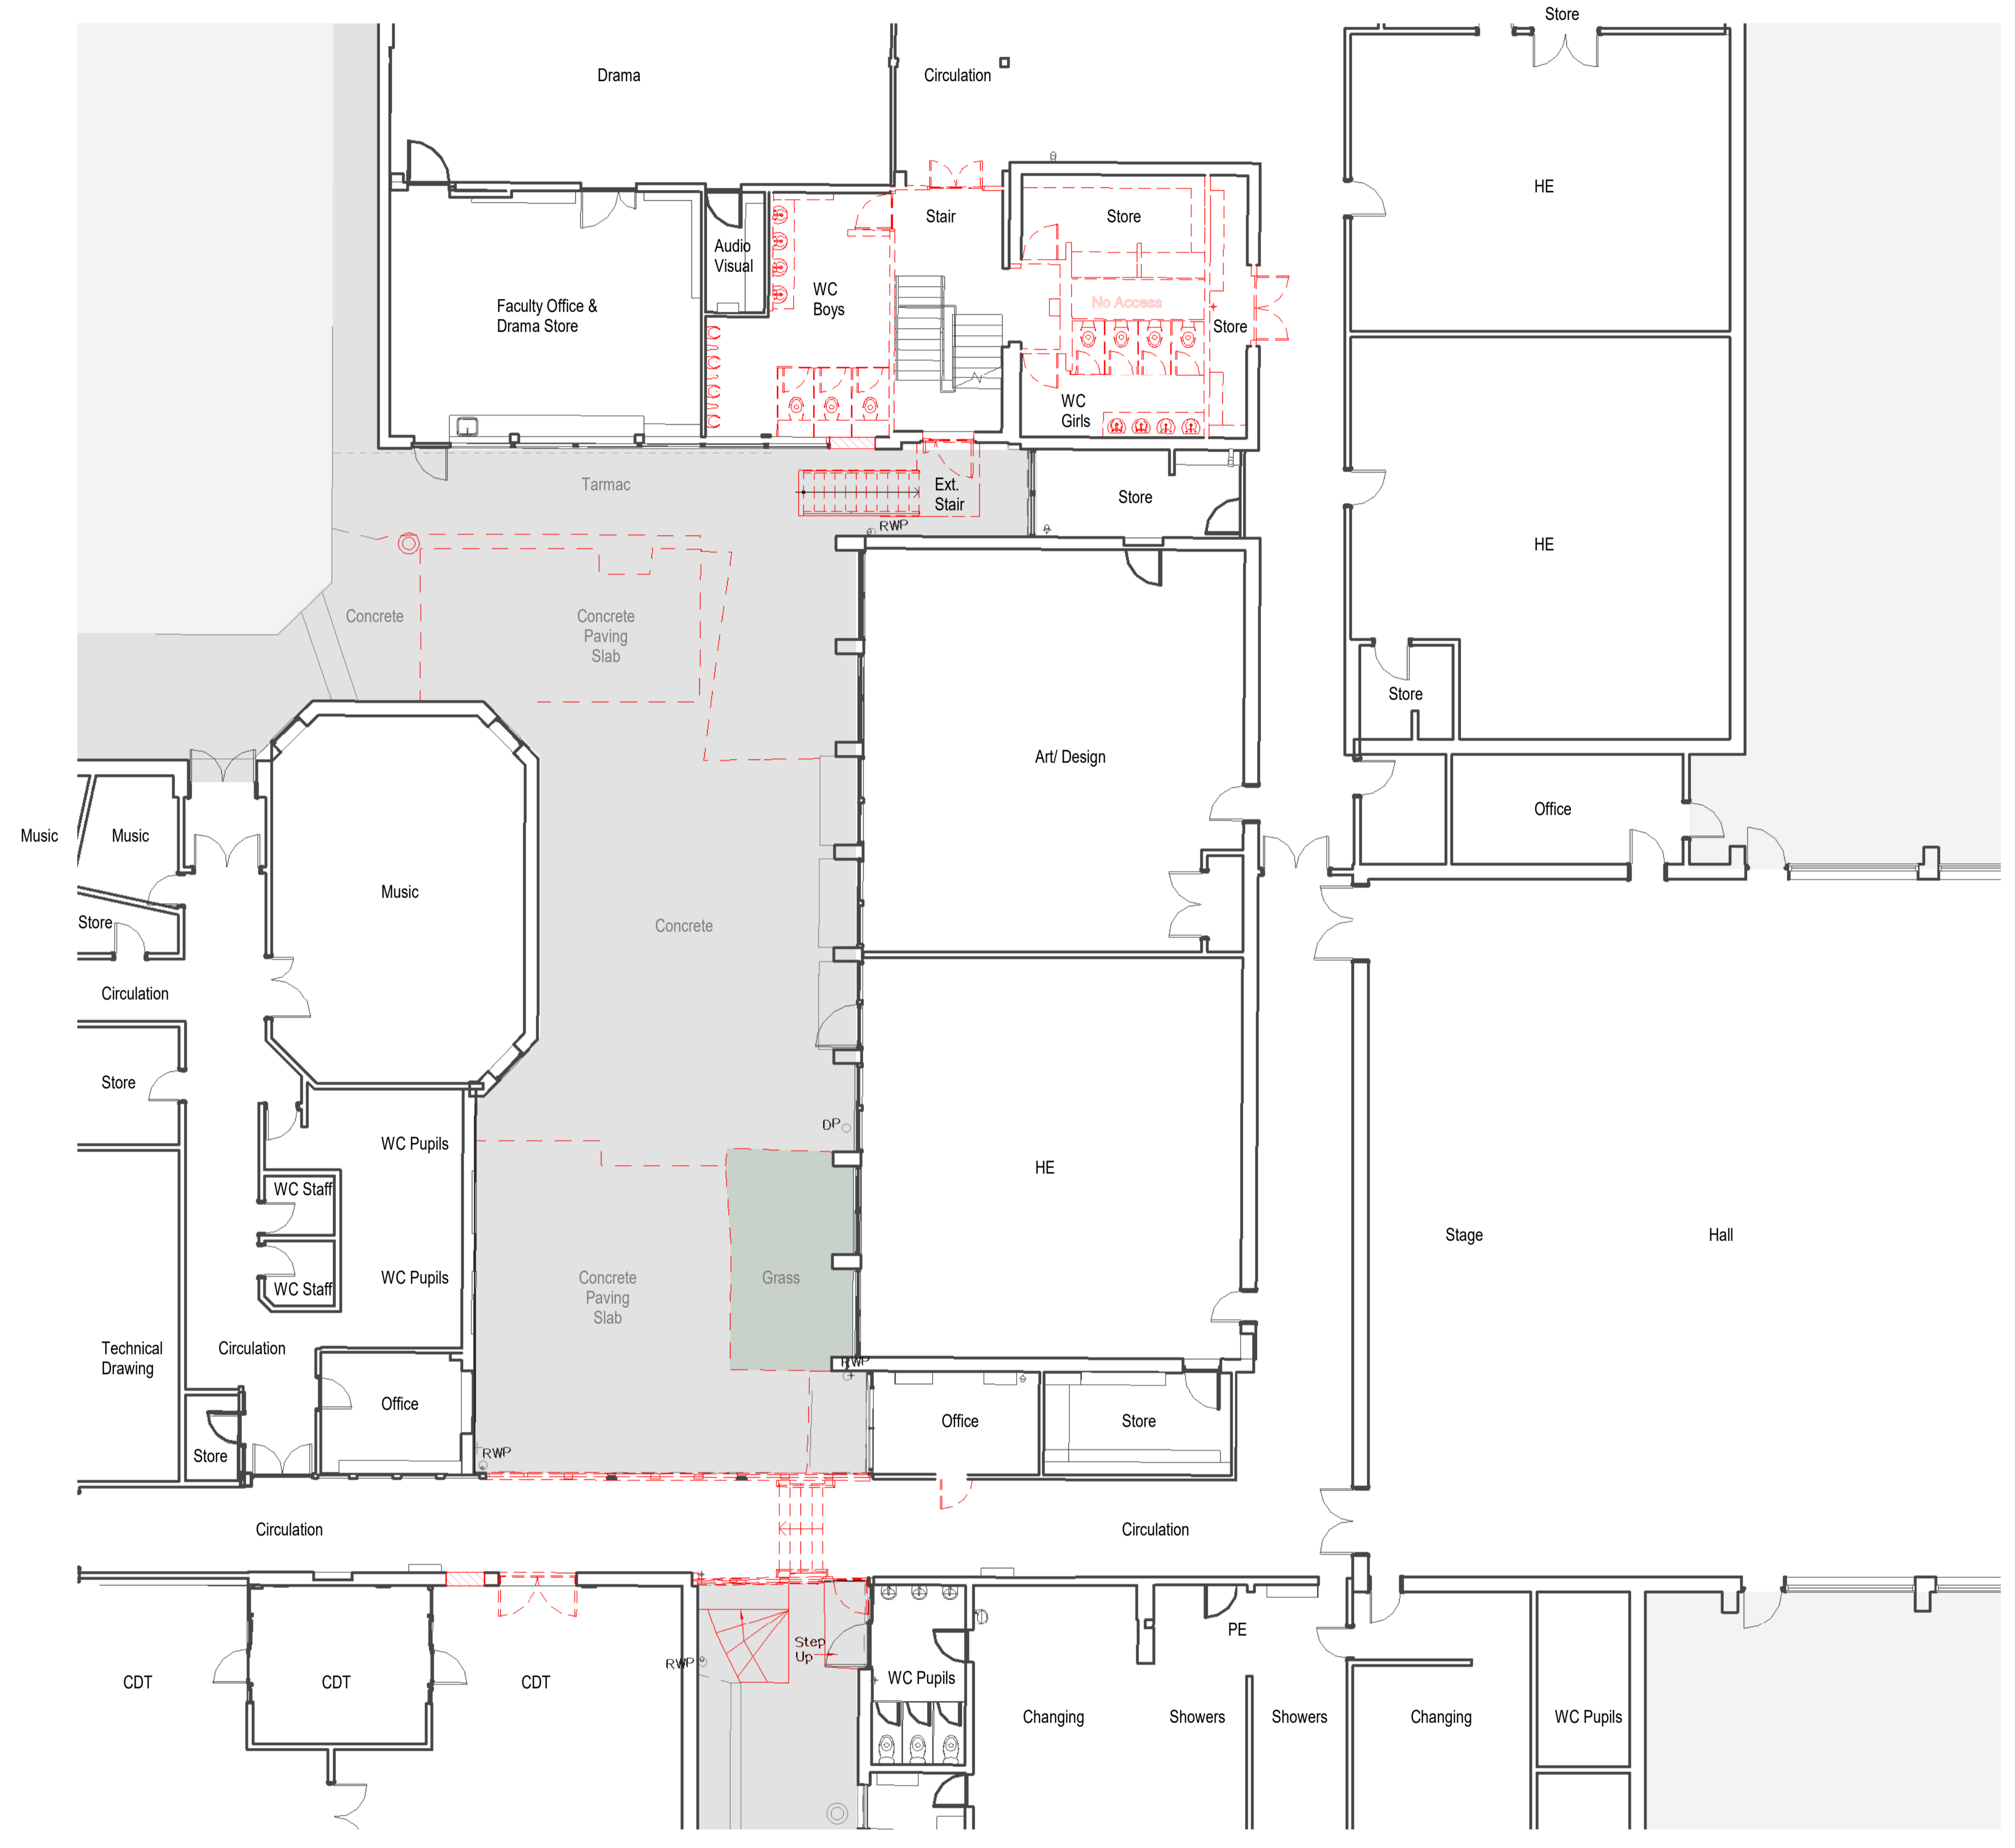 Store
Drama
Circulation
HE
Stair
Store
Audio
Visual
WC
Boys
No Access
Faculty Office &
Drama Store
Store
WC
Girls
Tarmac
Ext.
Stair
Store
RWP
HE
Concrete
Concrete
Paving
Slab
Store
Art/ Design
Office
Music
Music
Music
Store
Concrete
Circulation
Store
DP
WC Pupils
HE
WC Staff
Stage
Hall
WC Pupils
WC Staff
Concrete
Paving
Slab
Grass
Technical
Drawing
Circulation
RWP
Office
Office
Store
Store
RWP
Circulation
Circulation
PE
Step
Up
RWP
CDT
CDT
CDT
WC Pupils
Changing
Showers
Showers
Changing
WC Pupils